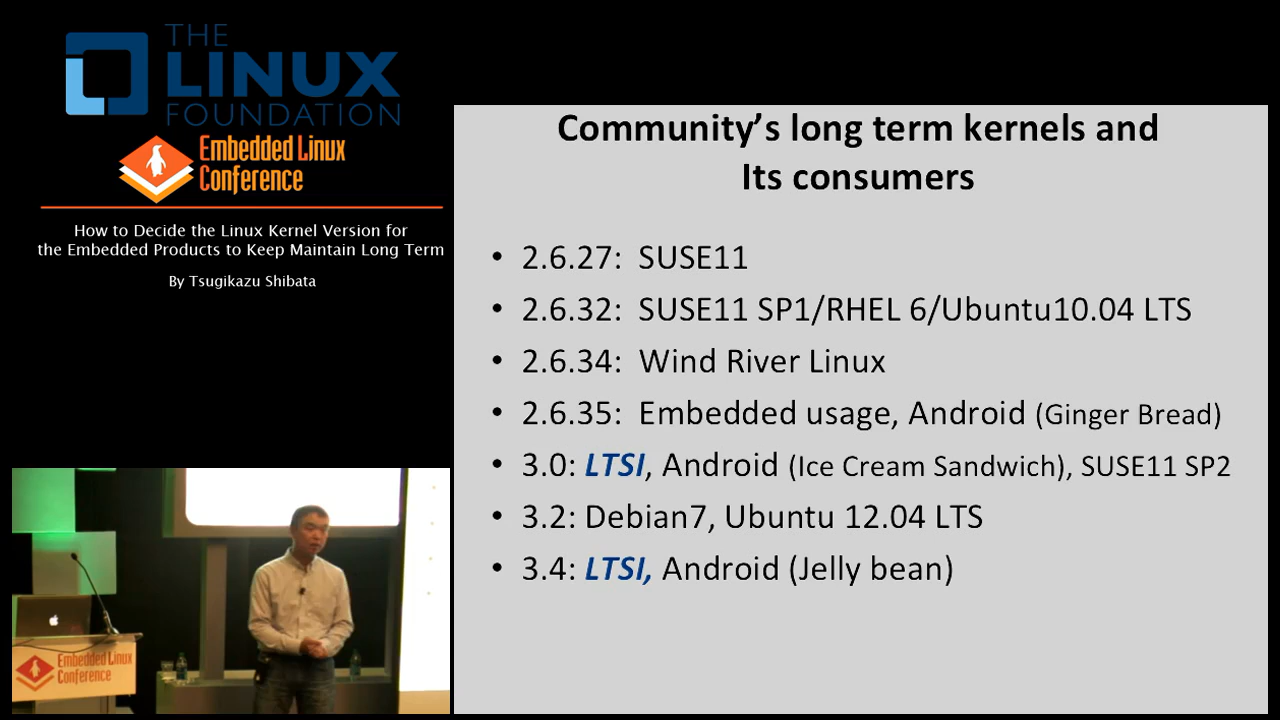 THE
LINUX
FOUNDATION
Embedded Linux
Conference
How to Decide the Linux Kernel Version for
the Embedded Products to Keep Maintain Long Term
By Tsugikazu Shibata
Community's long term kernels and
Its consumers
• 2.6.27: SUSE11
• 2.6.32: SUSE11 SP1/RHEL 6/Ubuntu10.04 LTS
• 2.6.34: Wind River Linux
• 2.6.35: Embedded usage, Android (Ginger Bread)
• 3.0: LTSI, Android (Ice Cream Sandwich), SUSE11 SP2
• 3.2: Debian7, Ubuntu 12.04 LTS
• 3.4: LTSI, Android (Jelly bean)
Embedded Linux
Conference